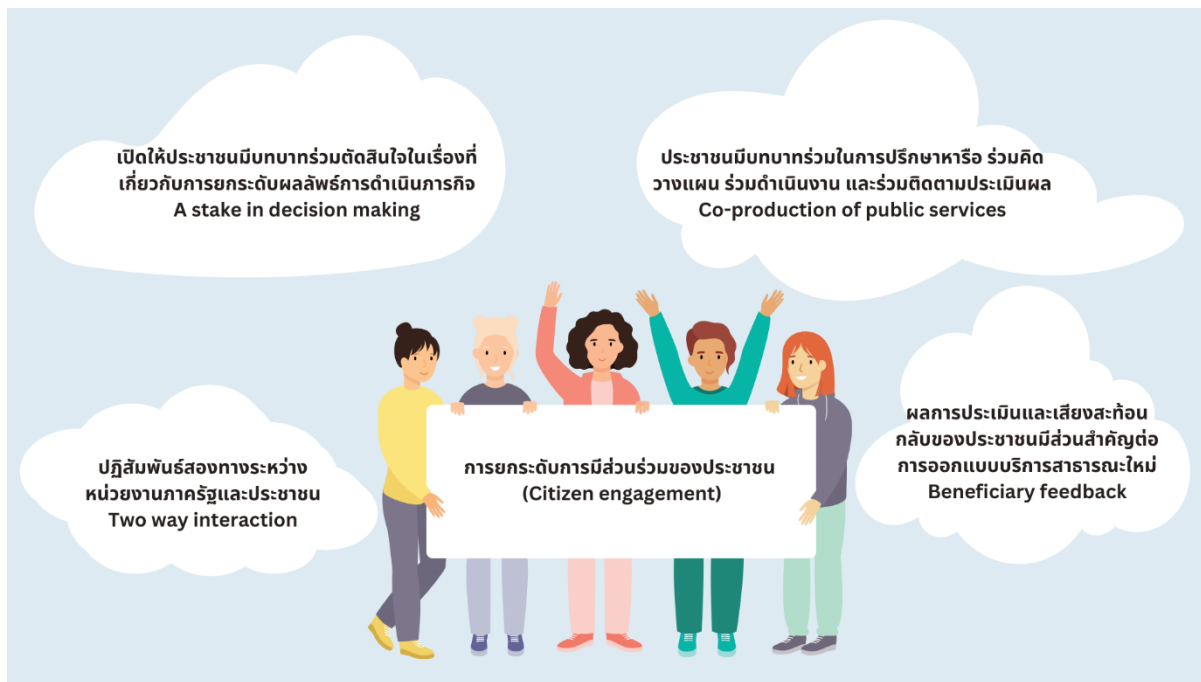 เปิดให้ประชาชนมีบทบาทร่วมตัดสินใจในเรื่องที่
เกี่ยวกับการยกระดับผลลัพธ์การดำเนินภารกิจ
A stake in decision making
ประชาชนมีบทบาทร่วมในการปรึกษาหารือ ร่วมคิด
วางแผน ร่วมดำเนินงาน และร่วมติดตามประเมินผล
Co-production of public services
ปฏิสัมพันธ์สองทางระหว่าง
หน่วยงานภาครัฐและประชาชน
Two way interaction
การยกระดับการมีส่วนร่วมของประชาชน
(Citizen engagement)
ผลการประเมินและเสียงสะท้อน
กลับของประชาชนมีส่วนสำคัญต่อ
การออกแบบบริการสาธารณะใหม่
Beneficiary feedback